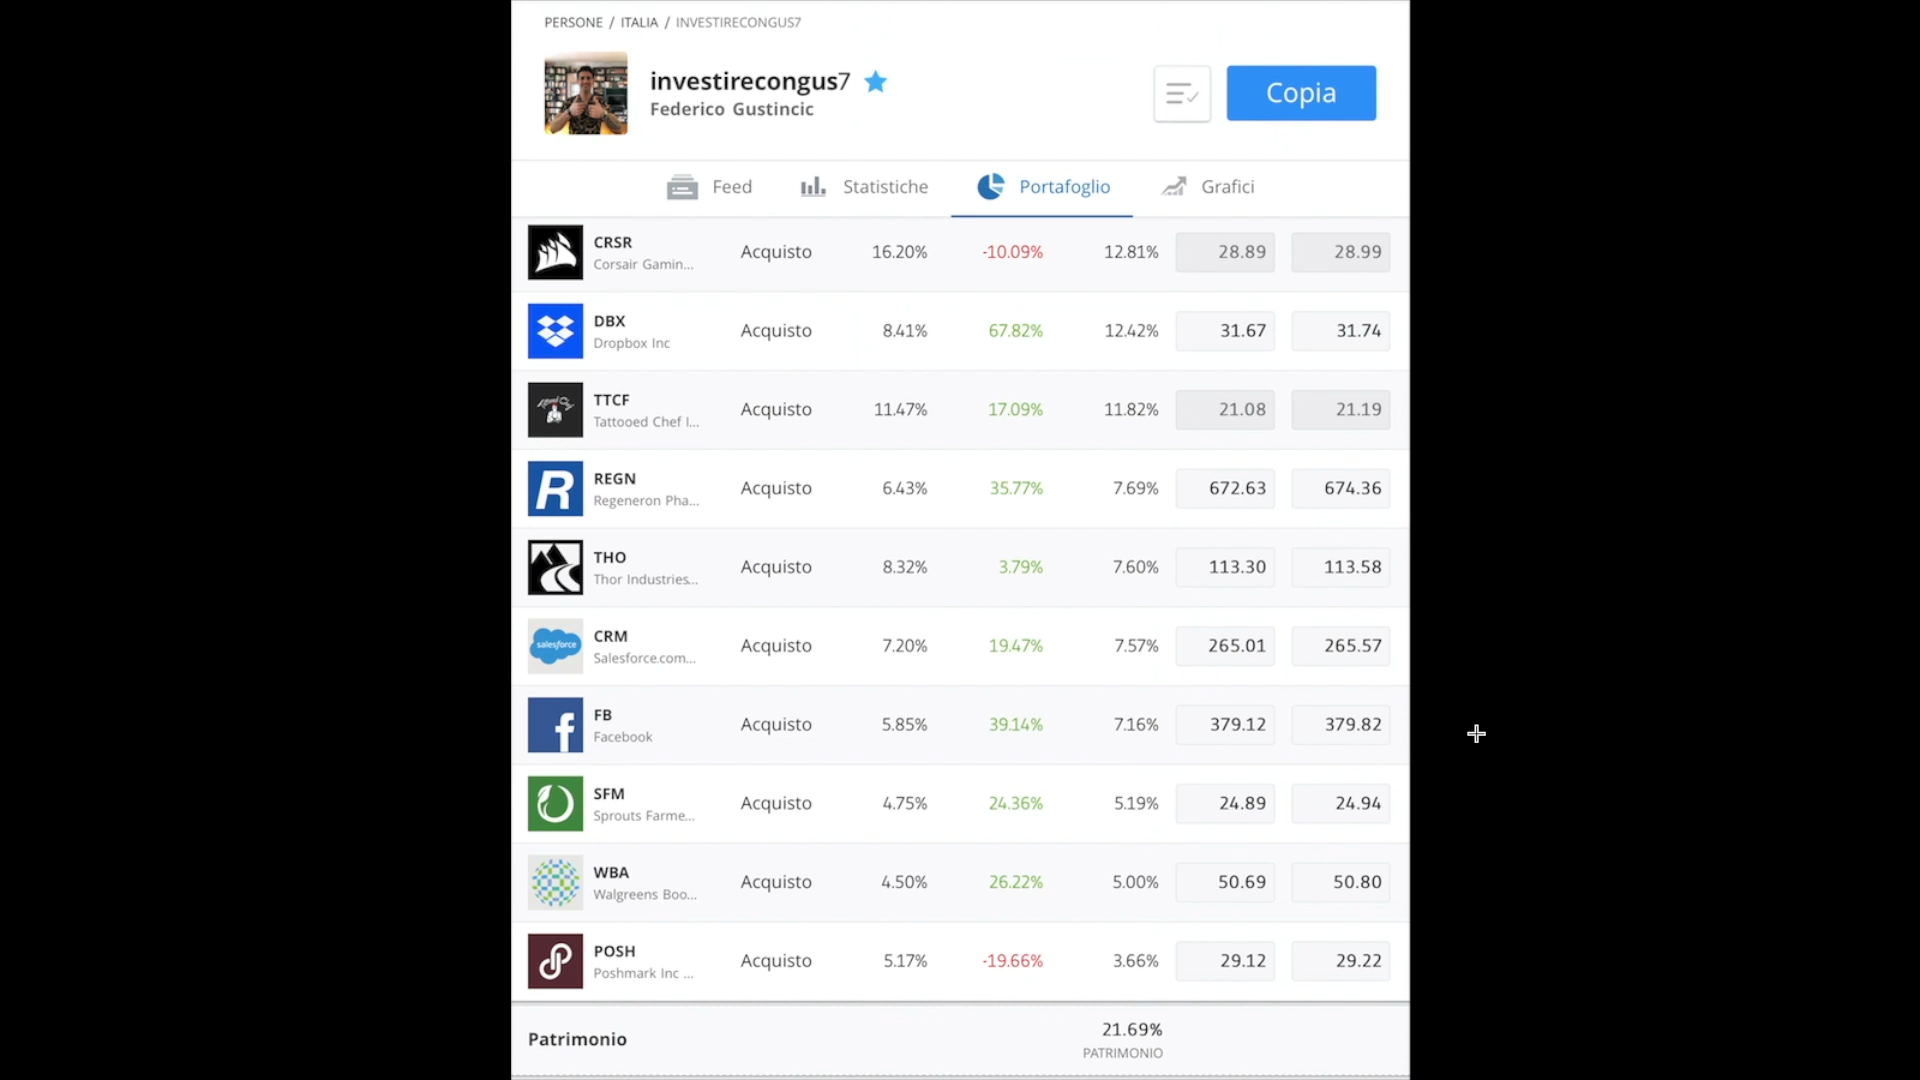 PERSONE / ITALIA / INVESTIRECONGUS7
investirecongus7
Federico Gustincic
Copia
Feed Statistiche Portafoglio Grafici
CRSR
Corsair Gamin...
Acquisto 16.20% -10.09% 12.81% 28.89 28.99
DBX
Dropbox Inc
Acquisto 8.41% 67.82% 12.42% 31.67 31.74
TTCF
Tattooed Chef I...
Acquisto 11.47% 17.09% 11.82% 21.08 21.19
R
REGN
Regeneron Pha...
Acquisto 6.43% 35.77% 7.69% 672.63 674.36
THO
Thor Industries...
Acquisto 8.32% 3.79% 7.60% 113.30 113.58
salesforce
CRM
Salesforce.com...
Acquisto 7.20% 19.47% 7.57% 265.01 265.57
f
FB
Facebook
Acquisto 5.85% 39.14% 7.16% 379.12 379.82
SFM
Sprouts Farme...
Acquisto 4.75% 24.36% 5.19% 24.89 24.94
WBA
Walgreens Boo...
Acquisto 4.50% 26.22% 5.00% 50.69 50.80
POSH
Poshmark Inc ...
Acquisto 5.17% -19.66% 3.66% 29.12 29.22
Patrimonio
21.69%
PATRIMONIO